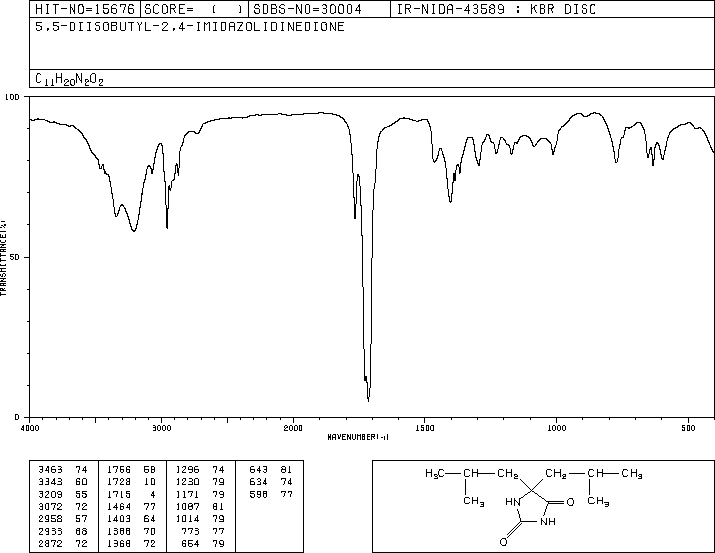 HIT-NO=15676 SCORE= ( ) SDBS-NO=30004 IR-NIDA-43589 : KBR DISC
5,5-DIISOBUTYL-2,4-IMIDAZOLIDINEDIONE
C11H20N2O2
100
50
0
TRANSMITTANCE(%)
4000 3000 2000 1500 1000 500
WAVENUMBER(-1)
3463 74 1766 58 1296 74 643 81
3343 60 1728 10 1230 79 634 74
3209 55 1715 4 1171 79 598 77
3072 72 1464 77 1087 81
2958 57 1403 64 1014 79
2933 68 1388 70 773 77
2872 72 1368 72 654 79
H3C CH CH2 CH2 CH CH3
CH3 CH3
HN O
O NH